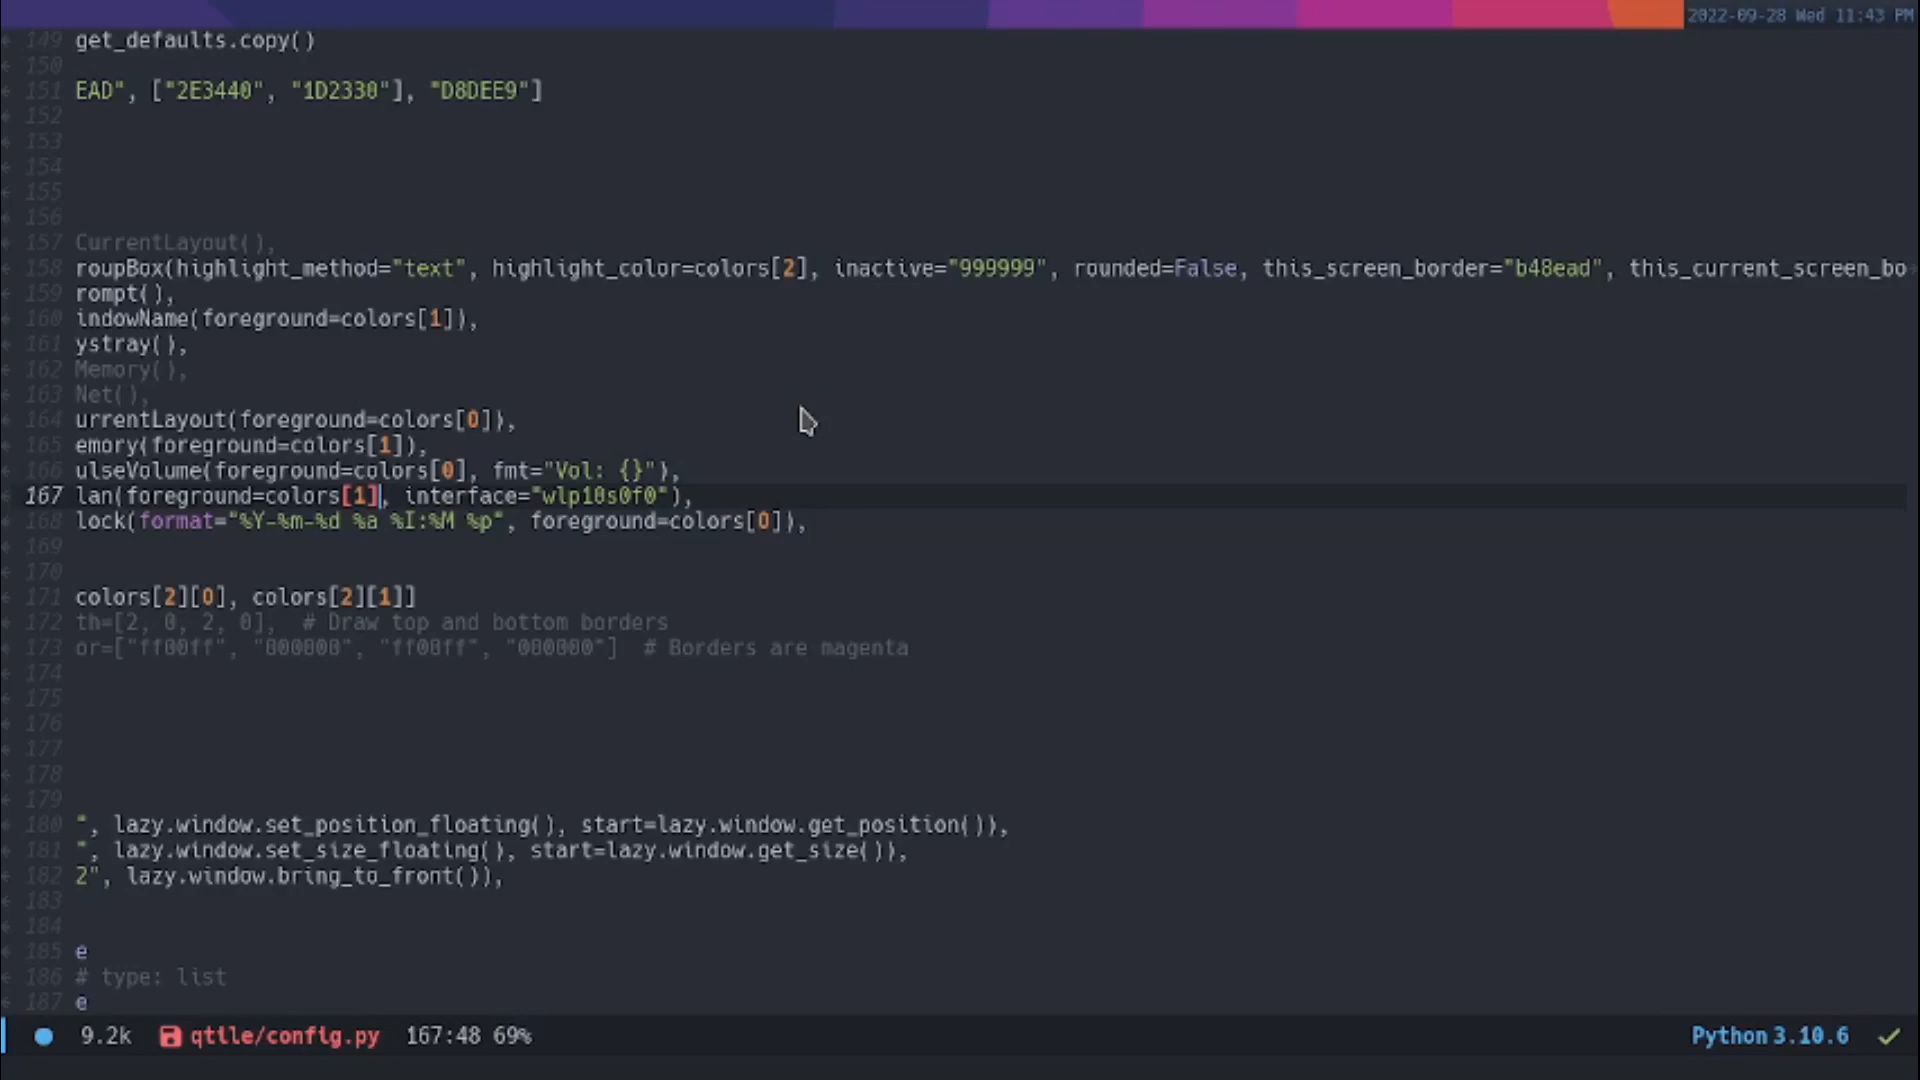 2022-09-28 Wed 11:43 PM
149 get_defaults.copy()
150
151 EAD", ["2E3440", "1D2330"], "D8DEE9"]
152
153
154
155
156
157 CurrentLayout(),
158 roupBox(highlight_method="text", highlight_color=colors[2], inactive="999999", rounded=False, this_screen_border="b48ead", this_current_screen_bo
159 rompt(),
160 indowName(foreground=colors[1]),
161 ystray(),
162 Memory(),
163 Net(),
164 urrentLayout(foreground=colors[0]),
165 emory(foreground=colors[1]),
166 ulseVolume(foreground=colors[0], fmt="Vol: {}"),
167 lan(foreground=colors[1], interface="wlp10s0f0"),
168 lock(format="%Y-%m-%d %a %I:%M %p", foreground=colors[0]),
169
170
171 colors[2][0], colors[2][1]]
172 th=[2, 0, 2, 0],  # Draw top and bottom borders
173 or=["ff00ff", "000000", "ff00ff", "000000"]  # Borders are magenta
174
175
176
177
178
179
180 ", lazy.window.set_position_floating(), start=lazy.window.get_position()),
181 ", lazy.window.set_size_floating(), start=lazy.window.get_size()),
182 2", lazy.window.bring_to_front()),
183
184
185 e
186 # type: list
187 e
9.2k qtile/config.py 167:48 69% Python 3.10.6